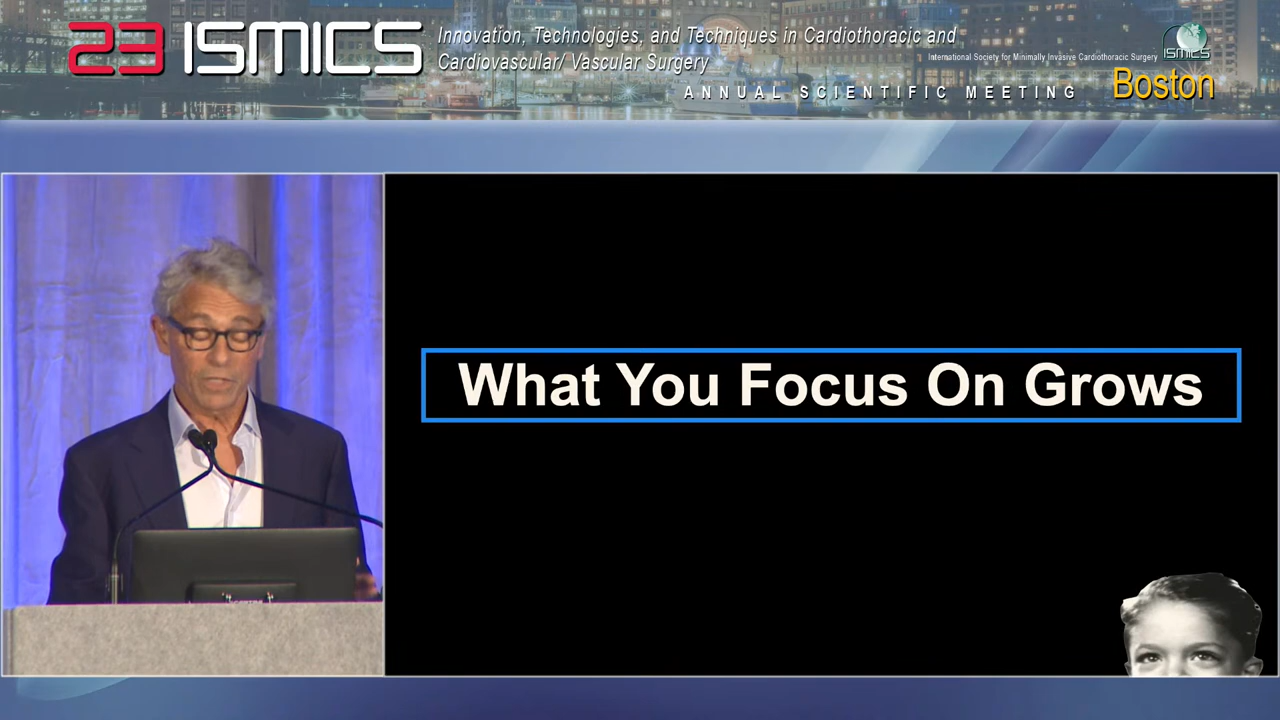 23 ISMICS
Innovation, Technologies, and Techniques in Cardiothoracic and
Cardiovascular/ Vascular Surgery
International Society for Minimally Invasive Cardiothoracic Surgery
ISMICS
ANNUAL SCIENTIFIC MEETING
Boston
What You Focus On Grows